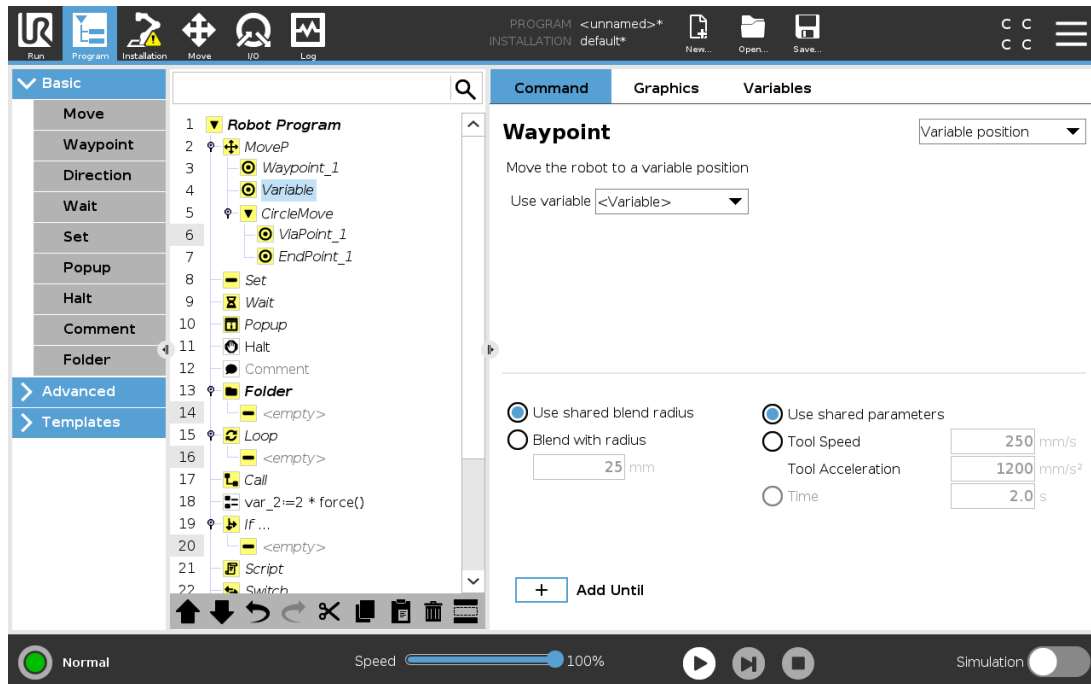 PROGRAM <unnamed>*
INSTALLATION default*
UR
Run
Program
Installation
Move
I/O
Log
New...
Open...
Save...
C C
C C
Basic
Move
Waypoint
Direction
Wait
Set
Popup
Halt
Comment
Folder
Advanced
Templates
1 Robot Program
2 MoveP
3 Waypoint_1
4 Variable
5 CircleMove
6 ViaPoint_1
7 EndPoint_1
8 Set
9 Wait
10 Popup
11 Halt
12 Comment
13 Folder
14 <empty>
15 Loop
16 <empty>
17 Call
18 var_2:=2 * force()
19 If ...
20 <empty>
21 Script
22 Switch
Command Graphics Variables
Waypoint
Variable position
Move the robot to a variable position
Use variable <Variable>
Use shared blend radius
Blend with radius
25 mm
Use shared parameters
Tool Speed 250 mm/s
Tool Acceleration 1200 mm/s²
Time 2.0 s
+ Add Until
Normal
Speed 100%
Simulation